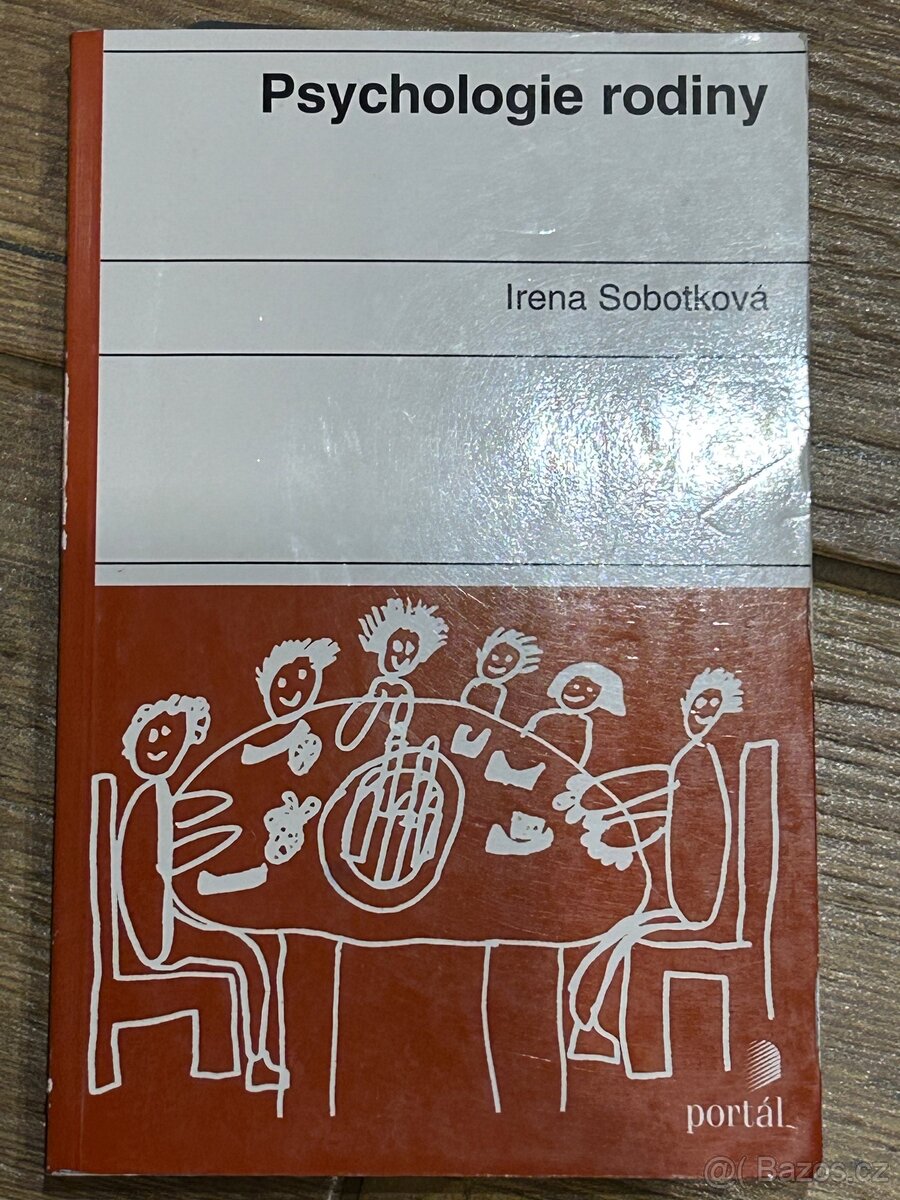 Psychologie rodiny
Irena Sobotková
portál
@( Bazos.cz